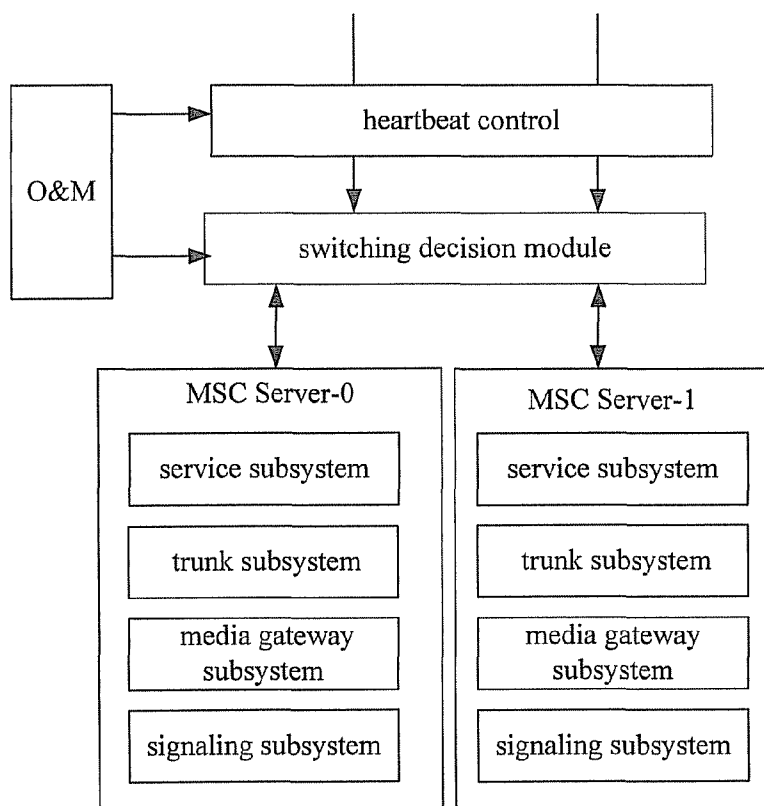 heartbeat control
O&M
switching decision module
MSC Server-0
service subsystem
trunk subsystem
media gateway
subsystem
signaling subsystem
MSC Server-1
service subsystem
trunk subsystem
media gateway
subsystem
signaling subsystem